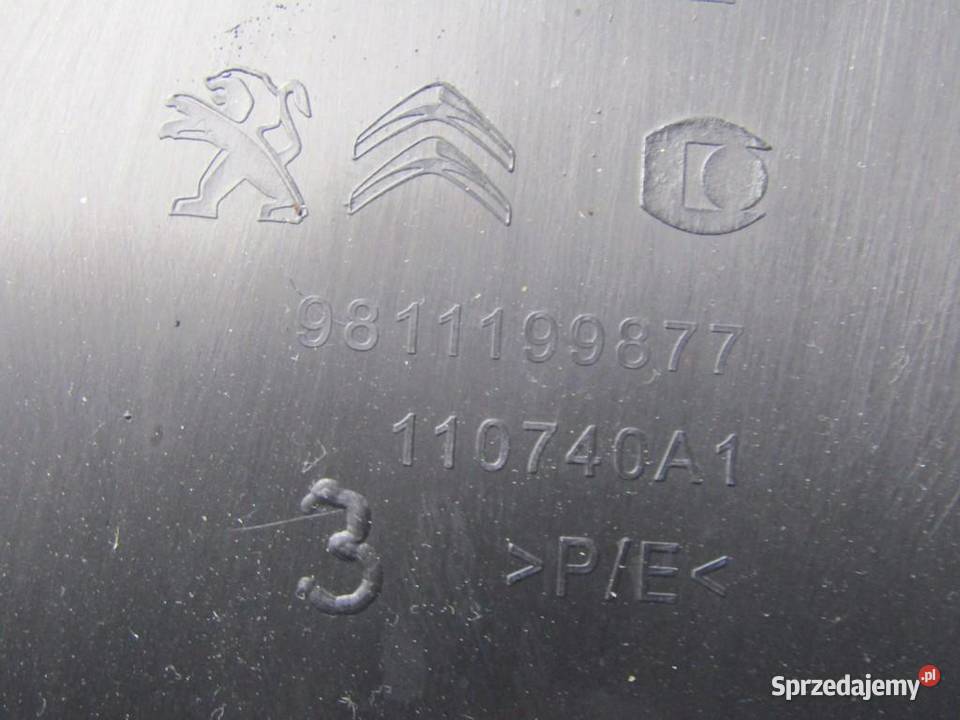 9811199877
110740A1
3
>P/E<
Sprzedajemy.pl